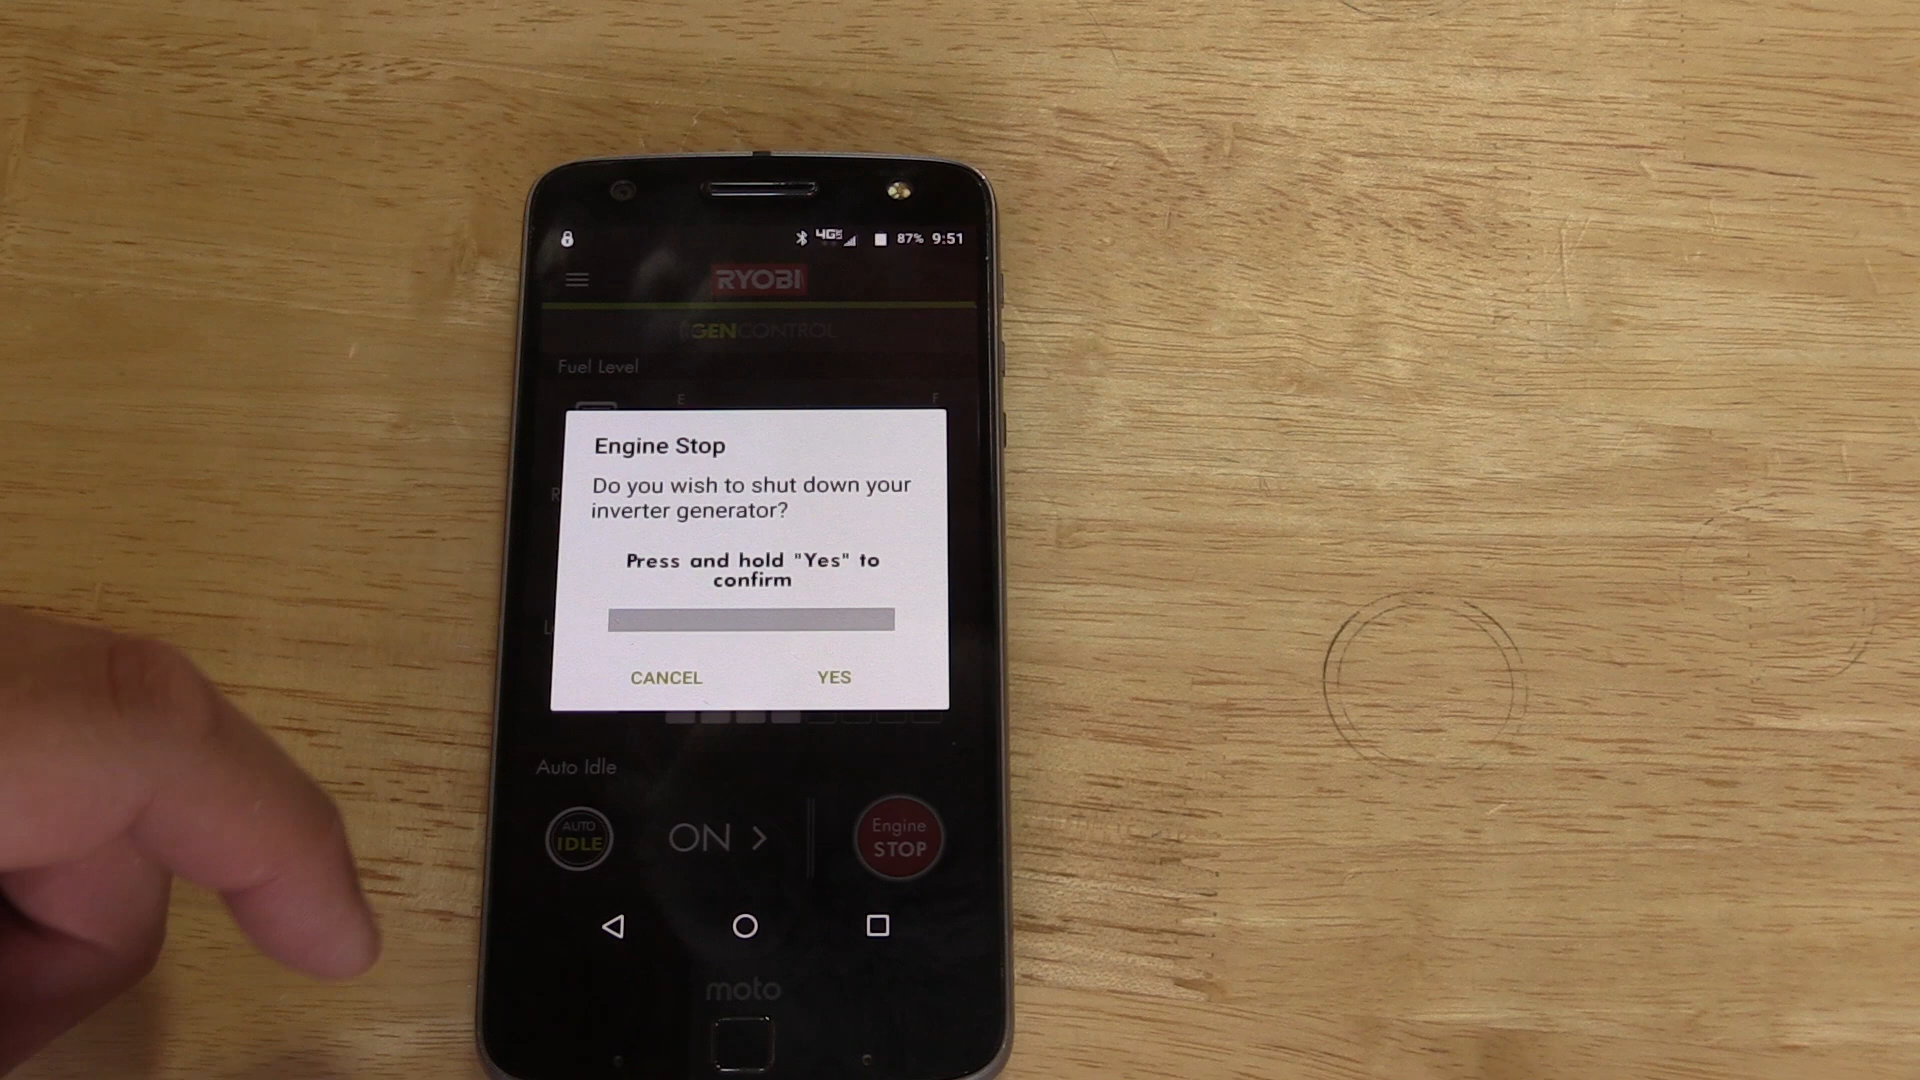 4G 87% 9:51
RYOBI
GENCONTROL
Fuel Level
E F
Engine Stop
Do you wish to shut down your
inverter generator?
Press and hold "Yes" to
confirm
CANCEL YES
Auto Idle
AUTO
IDLE
ON >
Engine
STOP
moto